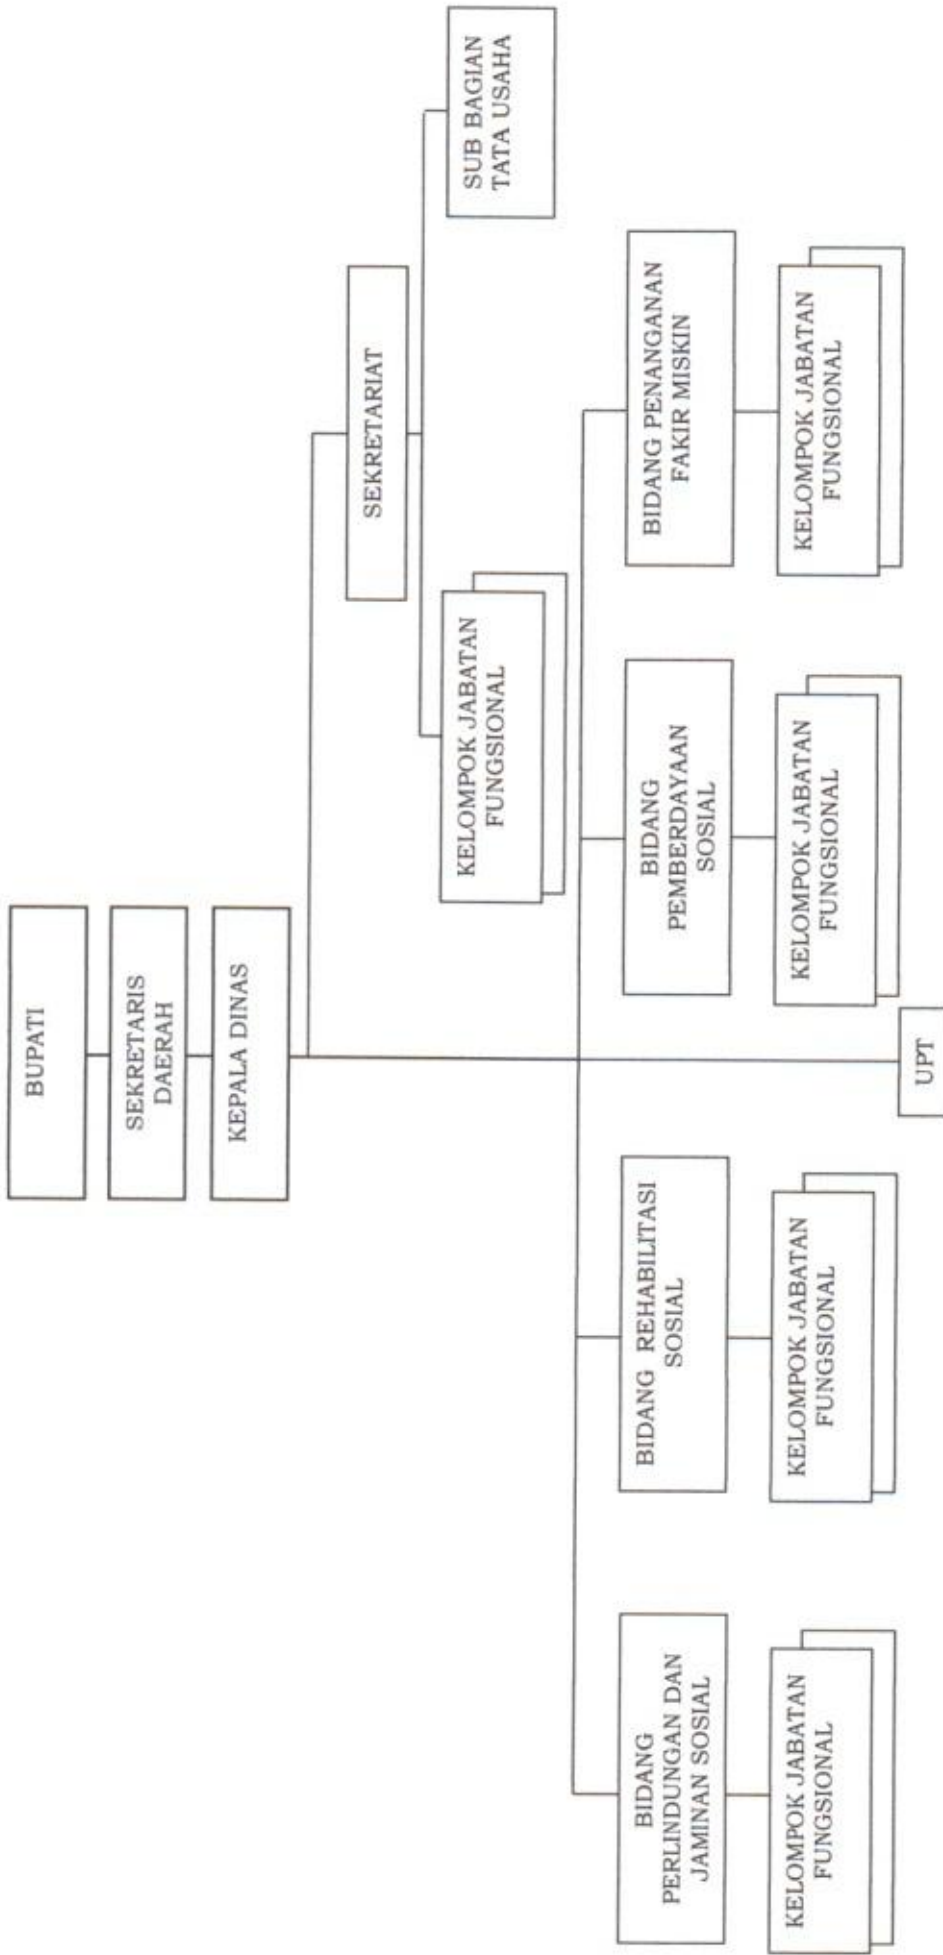 BUPATI
SEKRETARIS
DAERAH
KEPALA DINAS
SEKRETARIAT
KELOMPOK JABATAN
FUNGSIONAL
SUB BAGIAN
TATA USAHA
BIDANG
PERLINDUNGAN DAN
JAMINAN SOSIAL
BIDANG REHABILITASI
SOSIAL
BIDANG
PEMBERDAYAAN
SOSIAL
BIDANG PENANGANAN
FAKIR MISKIN
KELOMPOK JABATAN
FUNGSIONAL
KELOMPOK JABATAN
FUNGSIONAL
KELOMPOK JABATAN
FUNGSIONAL
KELOMPOK JABATAN
FUNGSIONAL
UPT